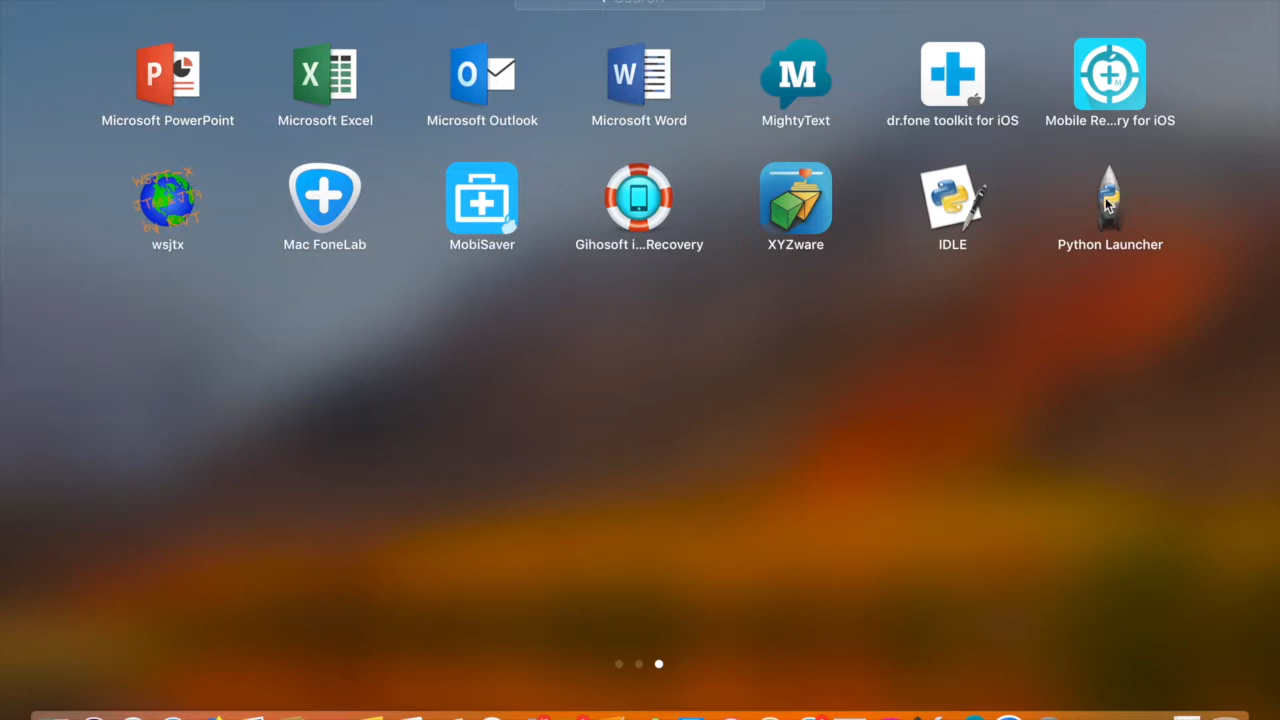 Microsoft PowerPoint
Microsoft Excel
Microsoft Outlook
Microsoft Word
MightyText
dr.fone toolkit for iOS
Mobile Re...ry for iOS
wsjtx
Mac FoneLab
MobiSaver
Gihosoft i...Recovery
XYZware
IDLE
Python Launcher